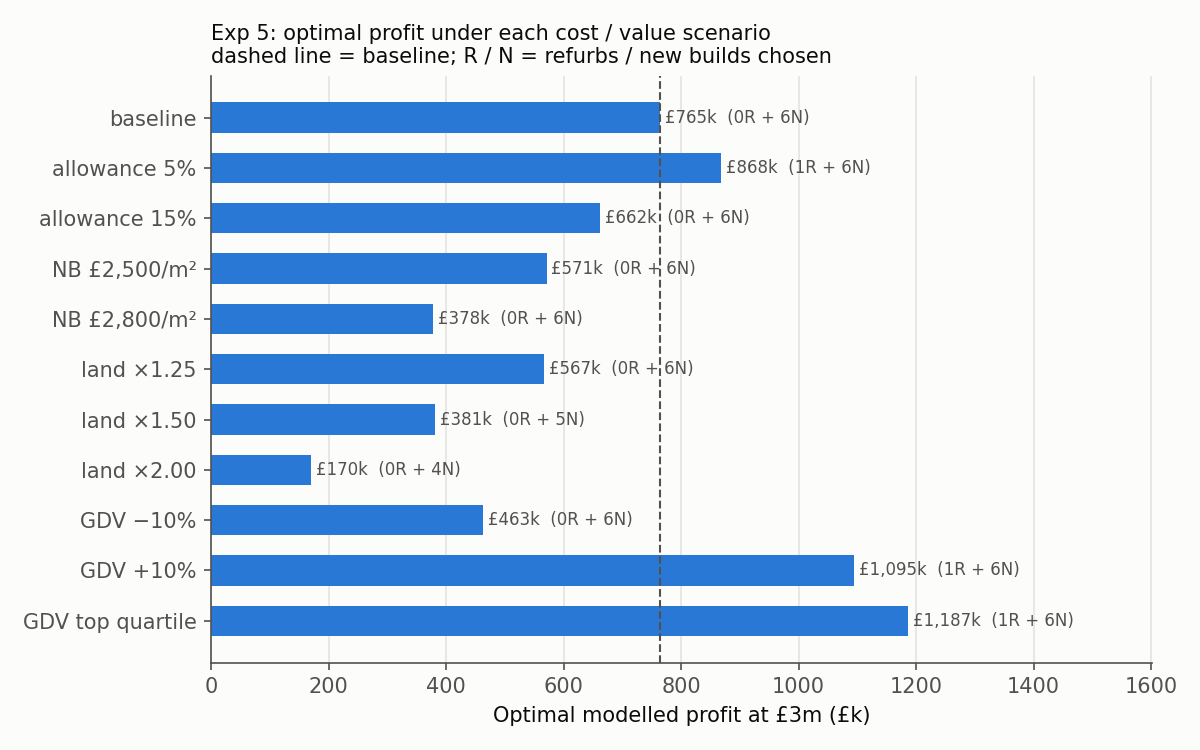 Exp 5: optimal profit under each cost / value scenario
dashed line = baseline; R / N = refurbs / new builds chosen
baseline £765k (0R + 6N)
allowance 5% £868k (1R + 6N)
allowance 15% £662k (0R + 6N)
NB £2,500/m² £571k (0R + 6N)
NB £2,800/m² £378k (0R + 6N)
land ×1.25 £567k (0R + 6N)
land ×1.50 £381k (0R + 5N)
land ×2.00 £170k (0R + 4N)
GDV −10% £463k (0R + 6N)
GDV +10% £1,095k (1R + 6N)
GDV top quartile £1,187k (1R + 6N)
0 200 400 600 800 1000 1200 1400 1600
Optimal modelled profit at £3m (£k)